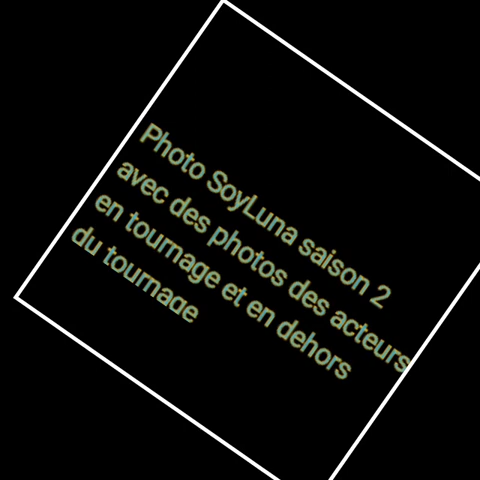 Photo SoyLuna saison 2
avec des photos des acteurs
en tournage et en dehors
du tournage